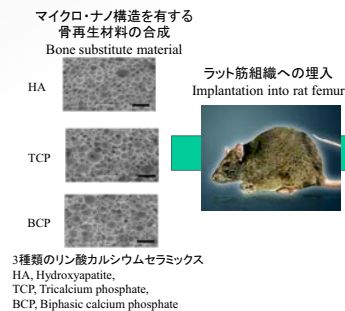 マイクロ・ナノ構造を有する
骨再生材料の合成
Bone substitute material
HA
TCP
BCP
3種類のリン酸カルシウムセラミックス
HA, Hydroxyapatite,
TCP, Tricalcium phosphate,
BCP, Biphasic calcium phosphate
ラット筋組織への埋入
Implantation into rat femur